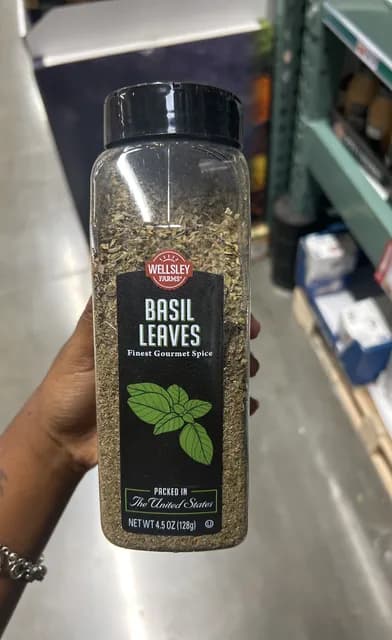 WELLSLEY
FARMS®
BASIL
LEAVES
Finest Gourmet Spice
PACKED IN
The United States
NET WT 4.5 OZ (128g)